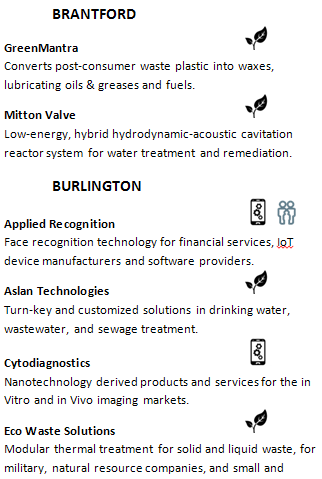 BRANTFORD
GreenMantra
Converts post-consumer waste plastic into waxes,
lubricating oils & greases and fuels.
Mitton Valve
Low-energy, hybrid hydrodynamic-acoustic cavitation
reactor system for water treatment and remediation.
BURLINGTON
Applied Recognition
Face recognition technology for financial services, IoT
device manufacturers and software providers.
Aslan Technologies
Turn-key and customized solutions in drinking water,
wastewater, and sewage treatment.
Cytodiagnostics
Nanotechnology derived products and services for the in
Vitro and in Vivo imaging markets.
Eco Waste Solutions
Modular thermal treatment for solid and liquid waste, for
military, natural resource companies, and small and